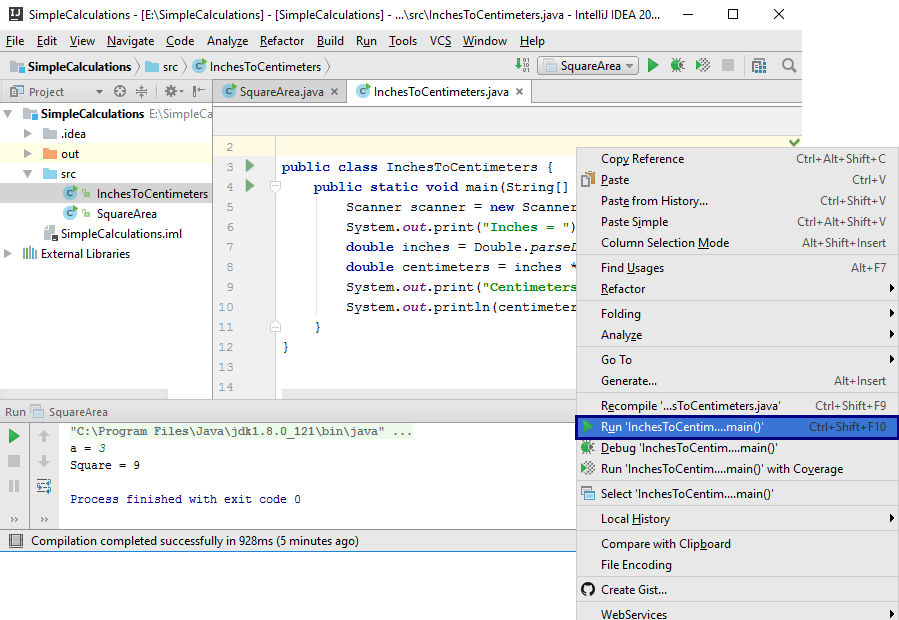 SimpleCalculations - [E:\SimpleCalculations] - [SimpleCalculations] - ...\src\InchesToCentimeters.java - IntelliJ IDEA 20...
File Edit View Navigate Code Analyze Refactor Build Run Tools VCS Window Help
SimpleCalculations src InchesToCentimeters SquareArea
Project SquareArea.java InchesToCentimeters.java
SimpleCalculations E:\SimpleCa
.idea
out
src
InchesToCentimeters
SquareArea
SimpleCalculations.iml
External Libraries
2
3 public class InchesToCentimeters {
4 public static void main(String[]
5 Scanner scanner = new Scanner
6 System.out.print("Inches = ")
7 double inches = Double.parseD
8 double centimeters = inches *
9 System.out.print("Centimeters
10 System.out.println(centimeter
11 }
12 }
13
14
Copy Reference Ctrl+Alt+Shift+C
Paste Ctrl+V
Paste from History... Ctrl+Shift+V
Paste Simple Ctrl+Alt+Shift+V
Column Selection Mode Alt+Shift+Insert
Find Usages Alt+F7
Refactor
Folding
Analyze
Go To
Generate... Alt+Insert
Recompile '...sToCentimeters.java' Ctrl+Shift+F9
Run 'InchesToCentim....main()' Ctrl+Shift+F10
Debug 'InchesToCentim....main()'
Run 'InchesToCentim....main()' with Coverage
Select 'InchesToCentim....main()'
Local History
Compare with Clipboard
File Encoding
Create Gist...
WebServices
Run SquareArea
"C:\Program Files\Java\jdk1.8.0_121\bin\java" ...
a = 3
Square = 9
Process finished with exit code 0
Compilation completed successfully in 928ms (5 minutes ago)